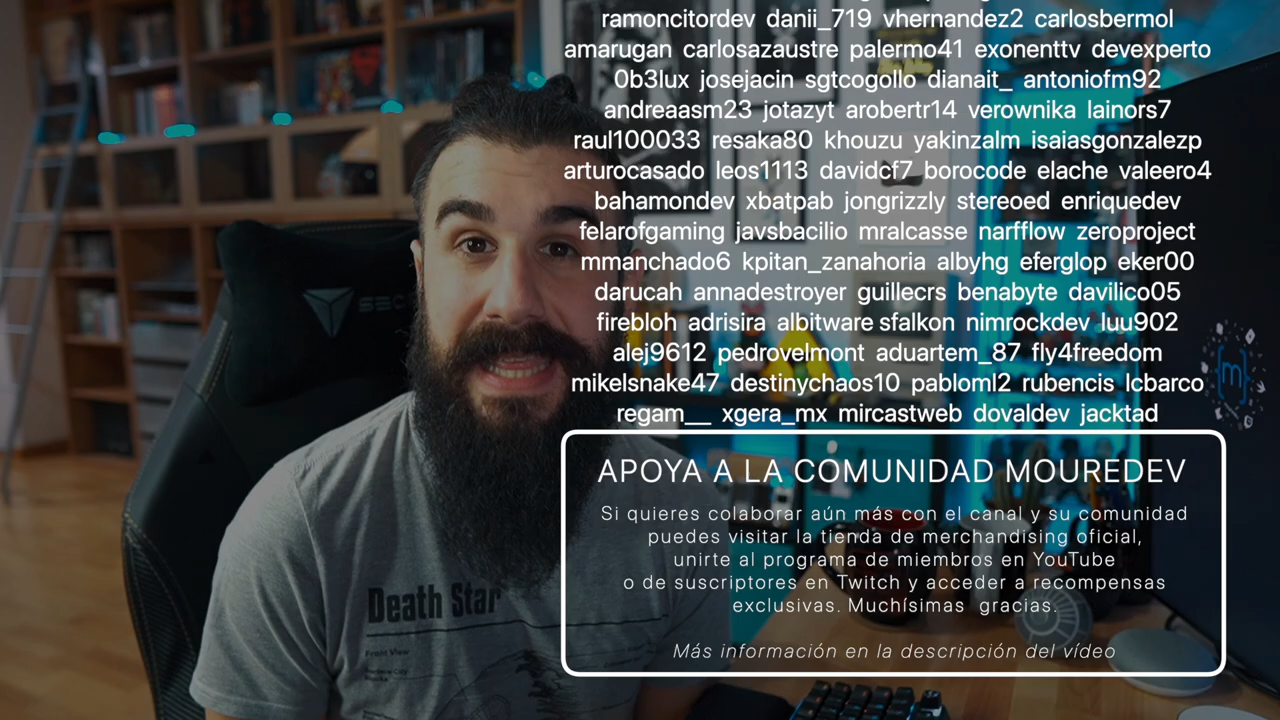 ramoncitordev danii_719 vhernandez2 carlosbermol
amarugan carlosazaustre palermo41 exonenttv devexperto
0b3lux josejacin sgtcogollo dianait_ antoniofm92
andreaasm23 jotazyt arobertr14 verownika lainors7
raul100033 resaka80 khouzu yakinzalm isaiasgonzalezp
arturocasado leos1113 davidcf7 borocode elache valeero4
bahamondev xbatpab jongrizzly stereoed enriquedev
felarofgaming javsbacilio mralcasse narfflow zeroproject
mmanchado6 kpitan_zanahoria albyhg eferglop eker00
darucah annadestroyer guillecrs benabyte davilico05
firebloh adrisira albitware sfalkon nimrockdev luu902
alej9612 pedrovelmont aduartem_87 fly4freedom
mikelsnake47 destinychaos10 pabloml2 rubencis lcbarco
regam__ xgera_mx mircastweb dovaldev jacktad
APOYA A LA COMUNIDAD MOUREDEV
Si quieres colaborar aún más con el canal y su comunidad
puedes visitar la tienda de merchandising oficial,
unirte al programa de miembros en YouTube
o de suscriptores en Twitch y acceder a recompensas
exclusivas. Muchísimas gracias.
Más información en la descripción del vídeo
Death Star
Front View
[m]